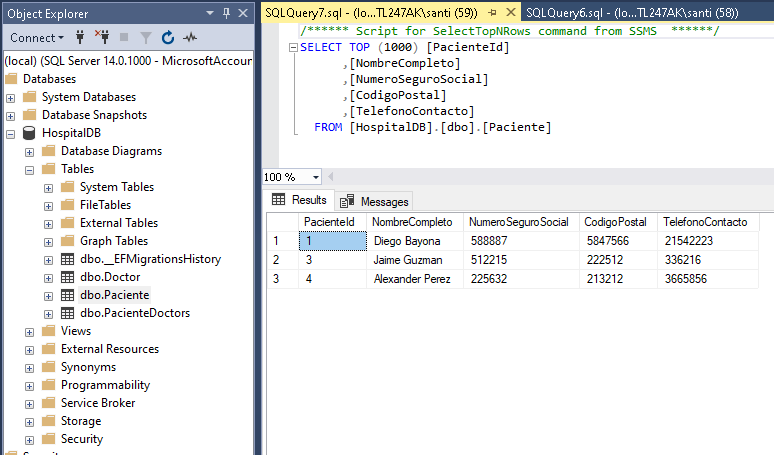 Object Explorer
Connect
(local) (SQL Server 14.0.1000 - MicrosoftAccoun
Databases
System Databases
Database Snapshots
HospitalDB
Database Diagrams
Tables
System Tables
FileTables
External Tables
Graph Tables
dbo.__EFMigrationsHistory
dbo.Doctor
dbo.Paciente
dbo.PacienteDoctors
Views
External Resources
Synonyms
Programmability
Service Broker
Storage
Security
SQLQuery7.sql - (lo...TL247AK\santi (59)) SQLQuery6.sql - (lo...TL247AK\santi (58))
/****** Script for SelectTopNRows command from SSMS ******/
SELECT TOP (1000) [PacienteId]
,[NombreCompleto]
,[NumeroSeguroSocial]
,[CodigoPostal]
,[TelefonoContacto]
FROM [HospitalDB].[dbo].[Paciente]
100 %
Results Messages
PacienteId NombreCompleto NumeroSeguroSocial CodigoPostal TelefonoContacto
1 1 Diego Bayona 588887 5847566 21542223
2 3 Jaime Guzman 512215 222512 336216
3 4 Alexander Perez 225632 213212 3665856